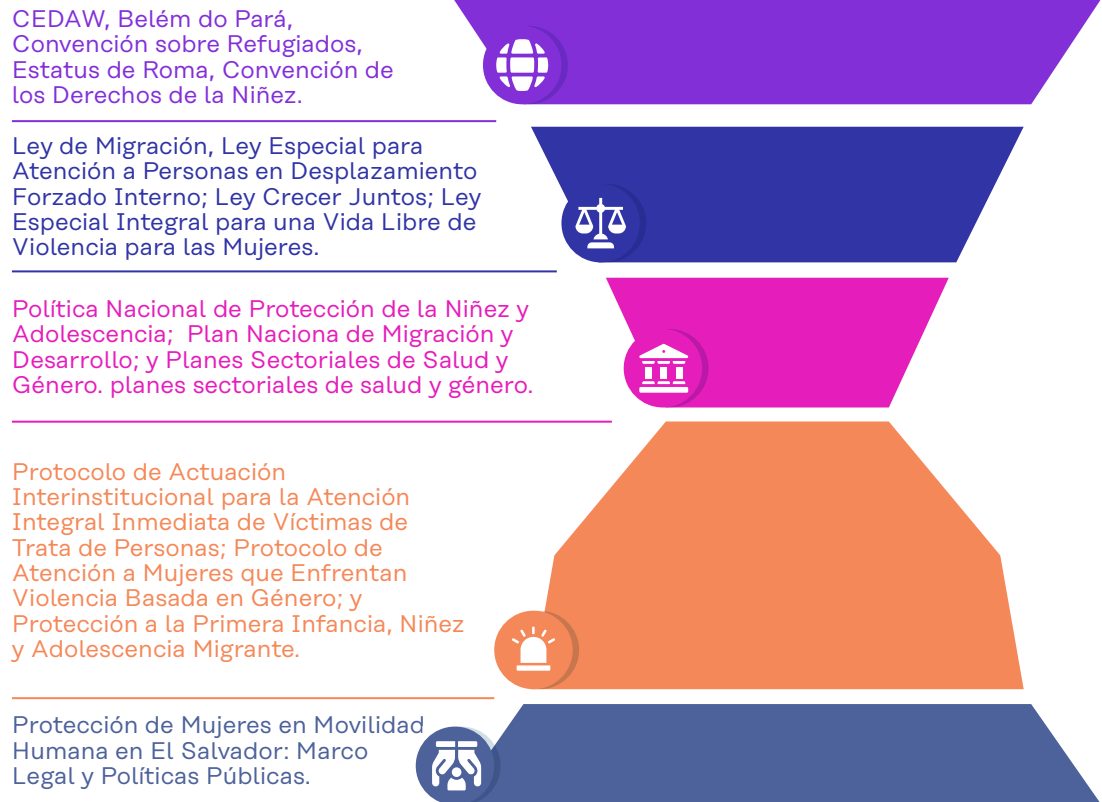 CEDAW, Belém do Pará,
Convención sobre Refugiados,
Estatus de Roma, Convención de
los Derechos de la Niñez.
Ley de Migración, Ley Especial para
Atención a Personas en Desplazamiento
Forzado Interno; Ley Crecer Juntos; Ley
Especial Integral para una Vida Libre de
Violencia para las Mujeres.
Política Nacional de Protección de la Niñez y
Adolescencia; Plan Naciona de Migración y
Desarrollo; y Planes Sectoriales de Salud y
Género. planes sectoriales de salud y género.
Protocolo de Actuación
Interinstitucional para la Atención
Integral Inmediata de Víctimas de
Trata de Personas; Protocolo de
Atención a Mujeres que Enfrentan
Violencia Basada en Género; y
Protección a la Primera Infancia, Niñez
y Adolescencia Migrante.
Protección de Mujeres en Movilidad
Humana en El Salvador: Marco
Legal y Políticas Públicas.